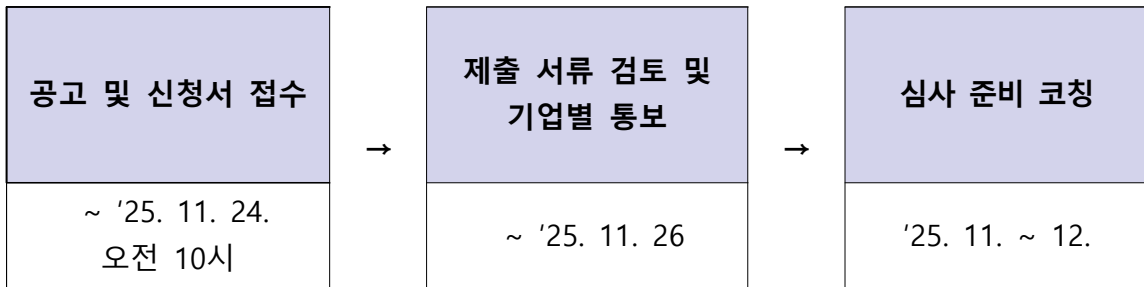 공고 및 신청서 접수
→
제출 서류 검토 및
기업별 통보
→
심사 준비 코칭
~ '25. 11. 24.
오전 10시
~ '25. 11. 26
'25. 11. ~ 12.